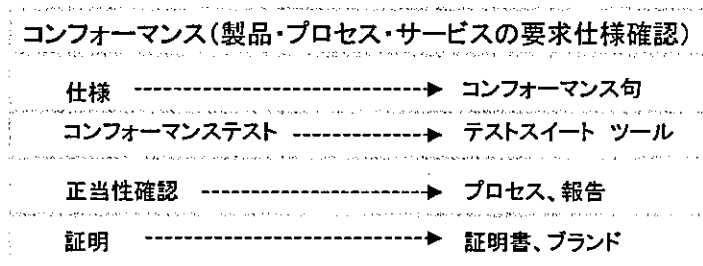 コンフォーマンス(製品・プロセス・サービスの要求仕様確認)
仕様 コンフォーマンス句
コンフォーマンステスト テストスイート ツール
正当性確認 プロセス、報告
証明 証明書、ブランド